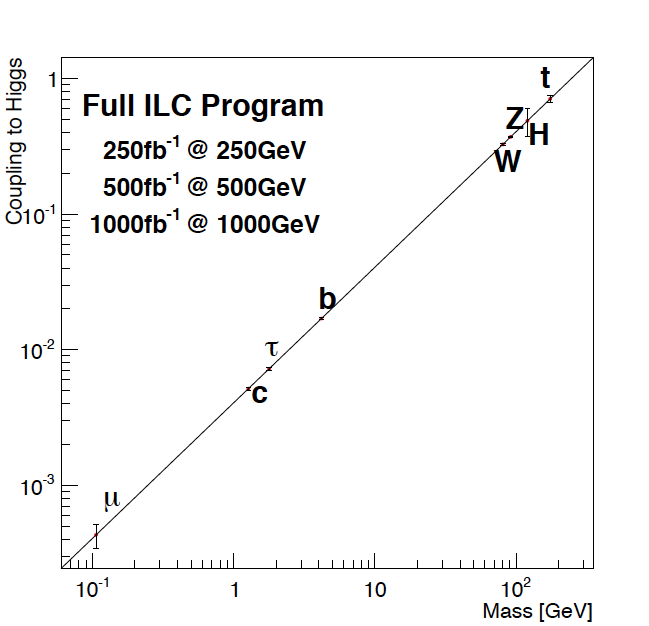 Coupling to Higgs
1
10⁻¹
10⁻²
10⁻³
Full ILC Program
250fb⁻¹ @ 250GeV
500fb⁻¹ @ 500GeV
1000fb⁻¹ @ 1000GeV
t
Z
H
W
b
τ
c
μ
10⁻¹
1
10
10²
Mass [GeV]